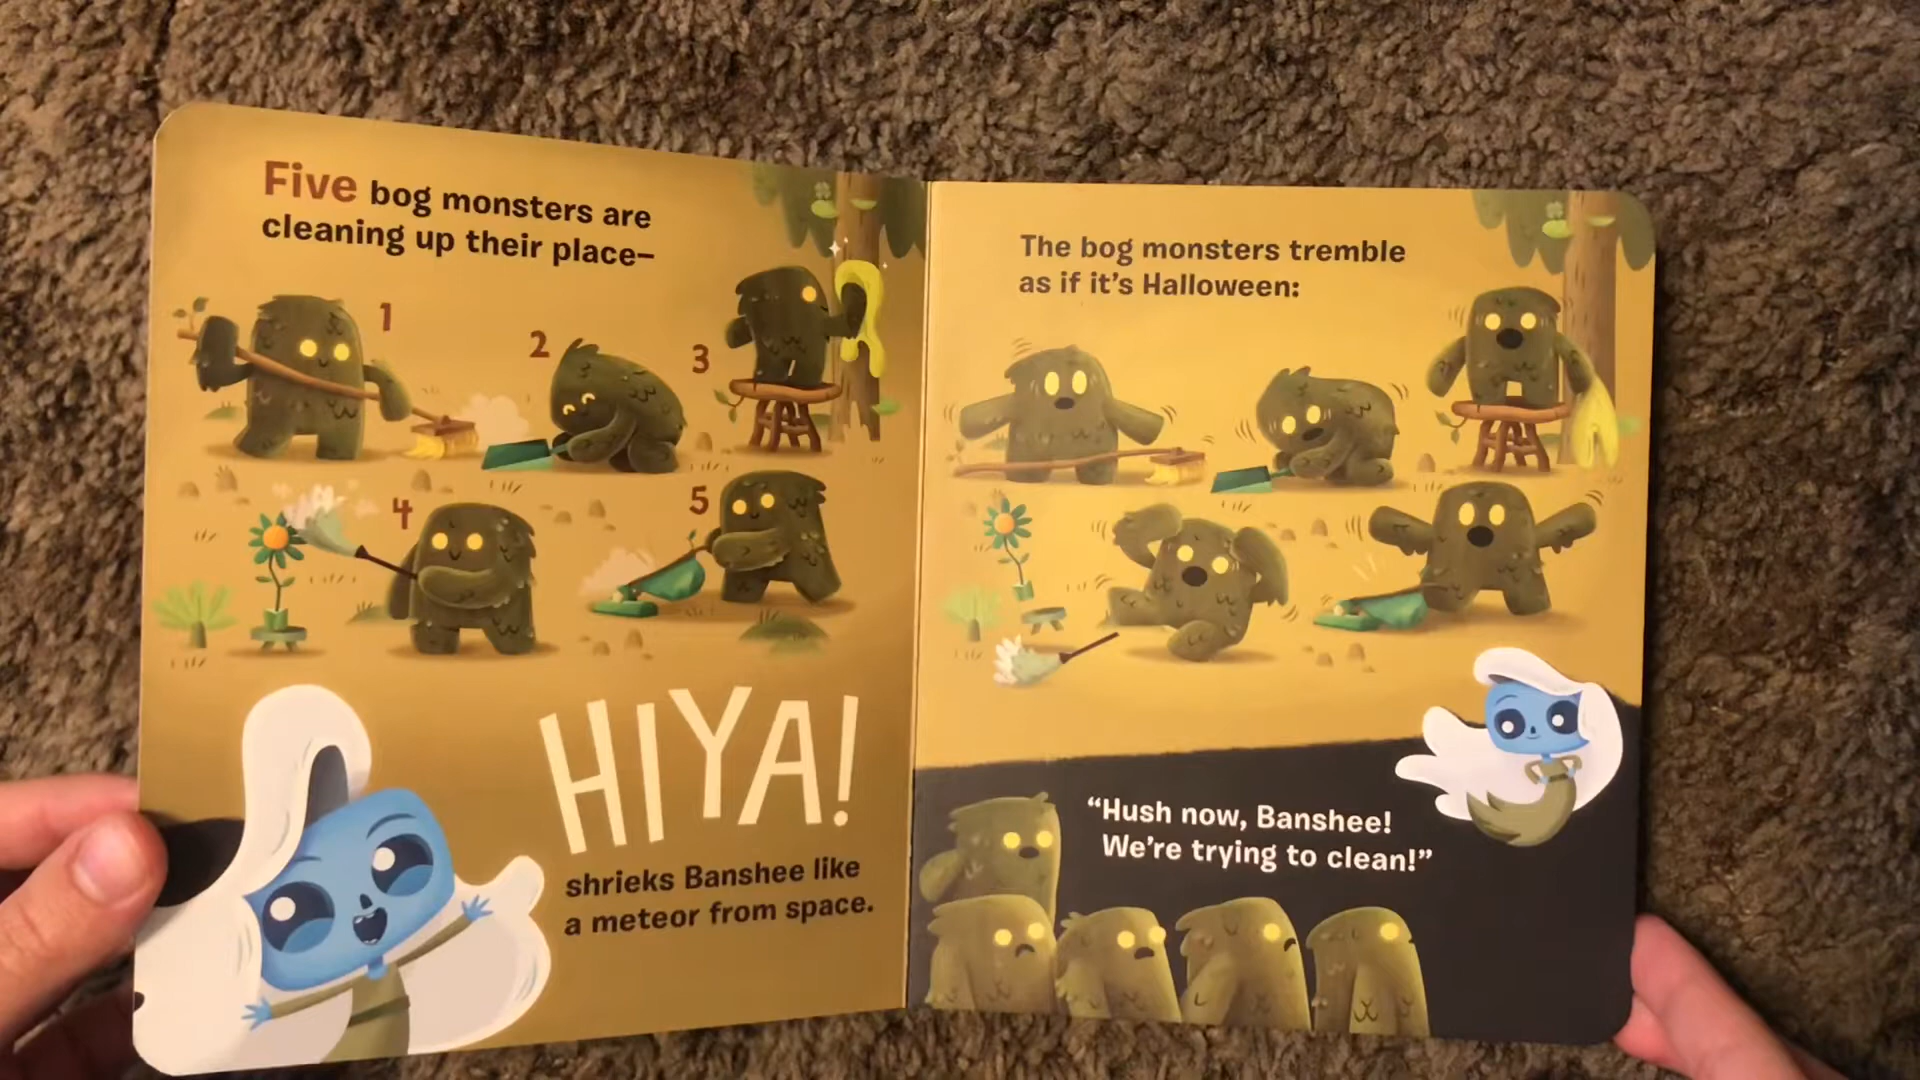 Five bog monsters are
cleaning up their place—
1
2
3
4
5
HIYA!
shrieks Banshee like
a meteor from space.
The bog monsters tremble
as if it's Halloween:
“Hush now, Banshee!
We're trying to clean!”